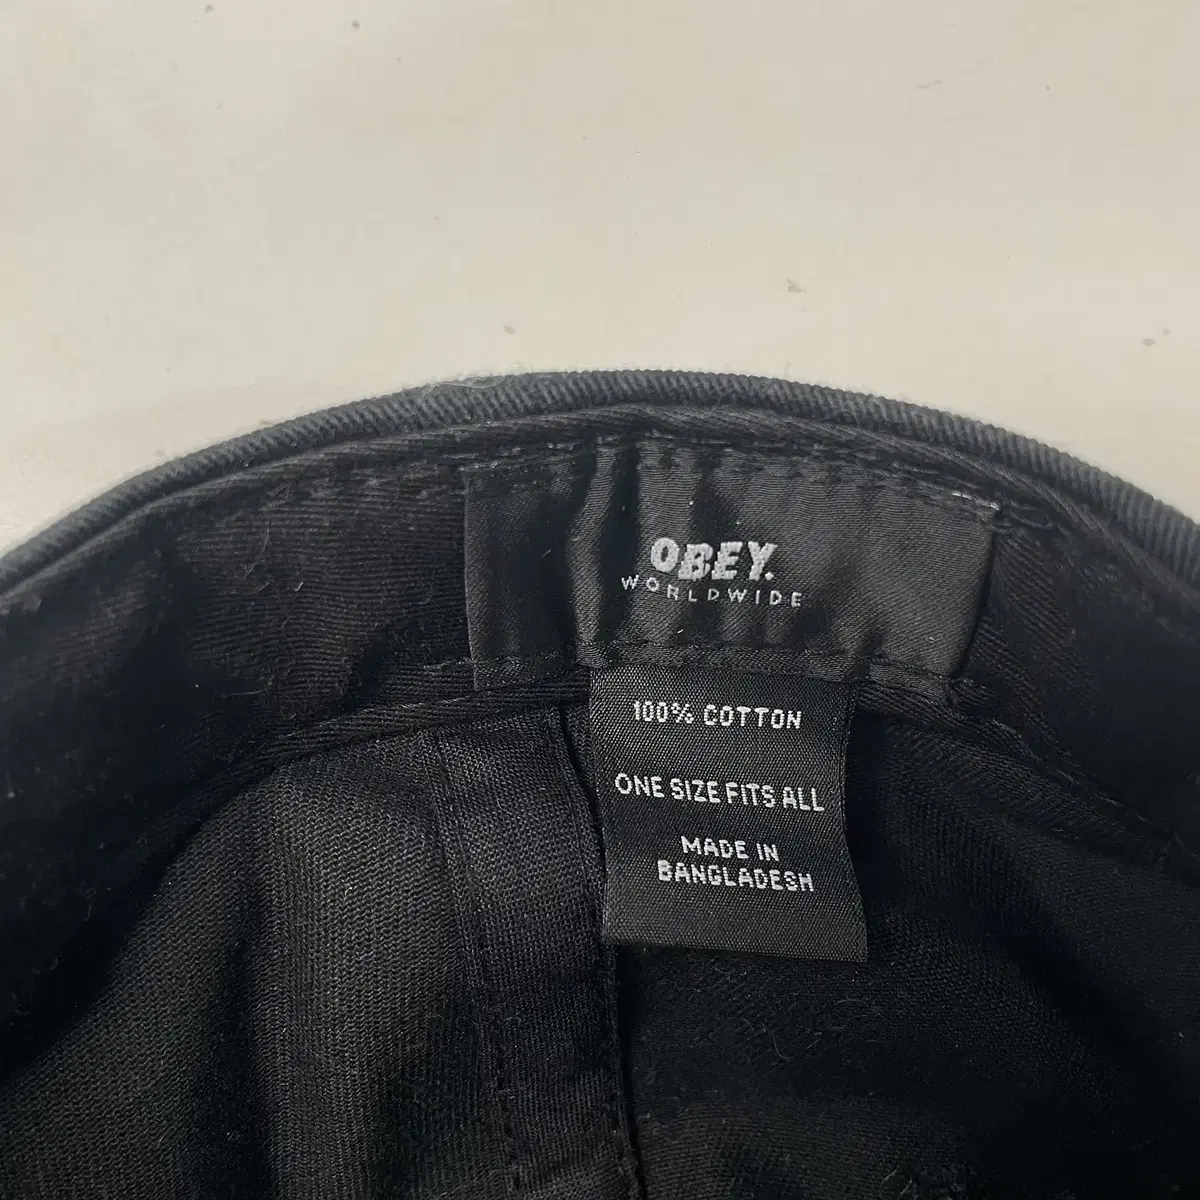 OBEY.
WORLDWIDE
100% COTTON
ONE SIZE FITS ALL
MADE IN
BANGLADESH